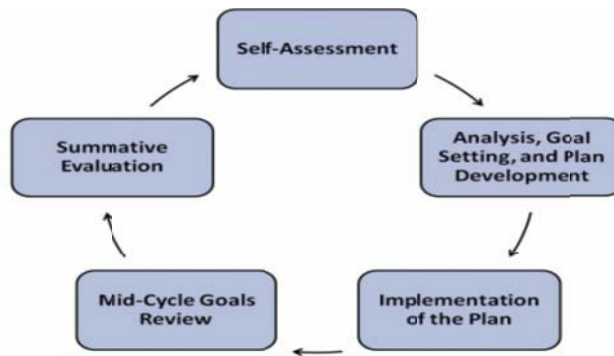 Self-Assessment
Analysis, Goal
Setting, and Plan
Development
Implementation
of the Plan
Mid-Cycle Goals
Review
Summative
Evaluation